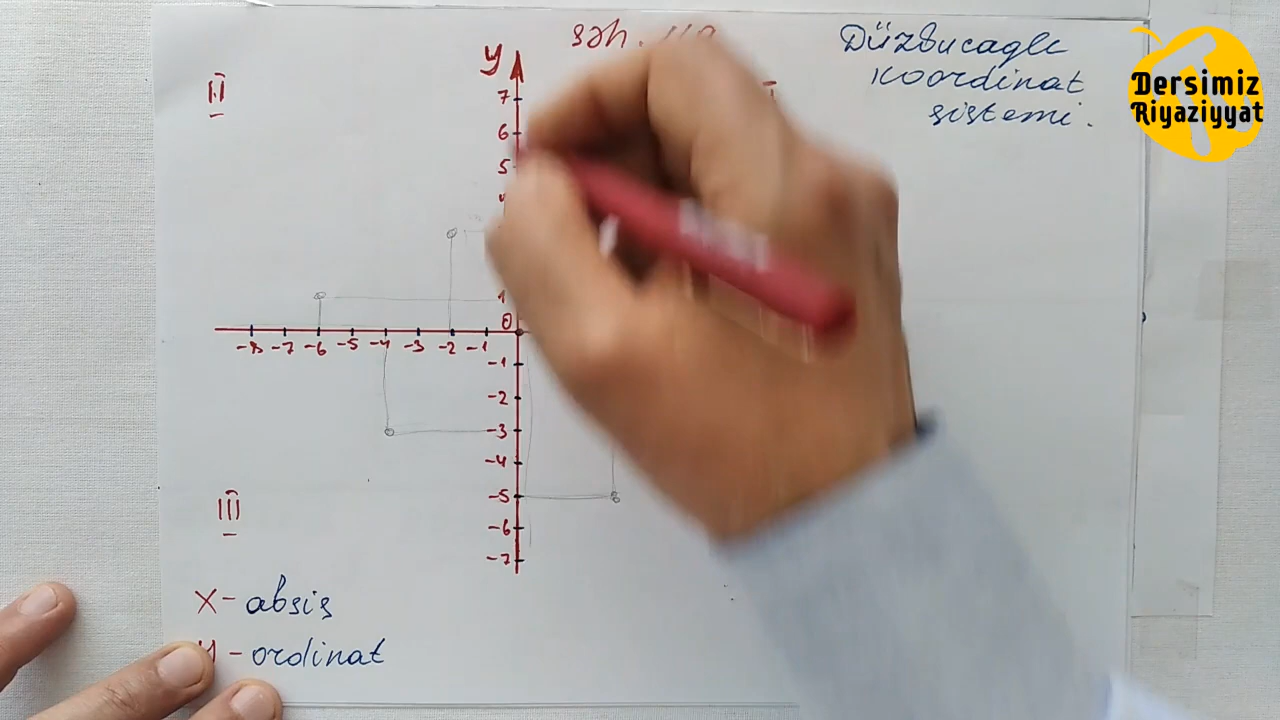 səh.
Düzbucaqlı
koordinat
sistemi.
Dersimiz
Riyaziyyat
II
y
7
6
5
1
0
-8 -7 -6 -5 -4 -3 -2 -1
-1
-2
-3
-4
-5
-6
-7
III
x - absis
y - ordinat